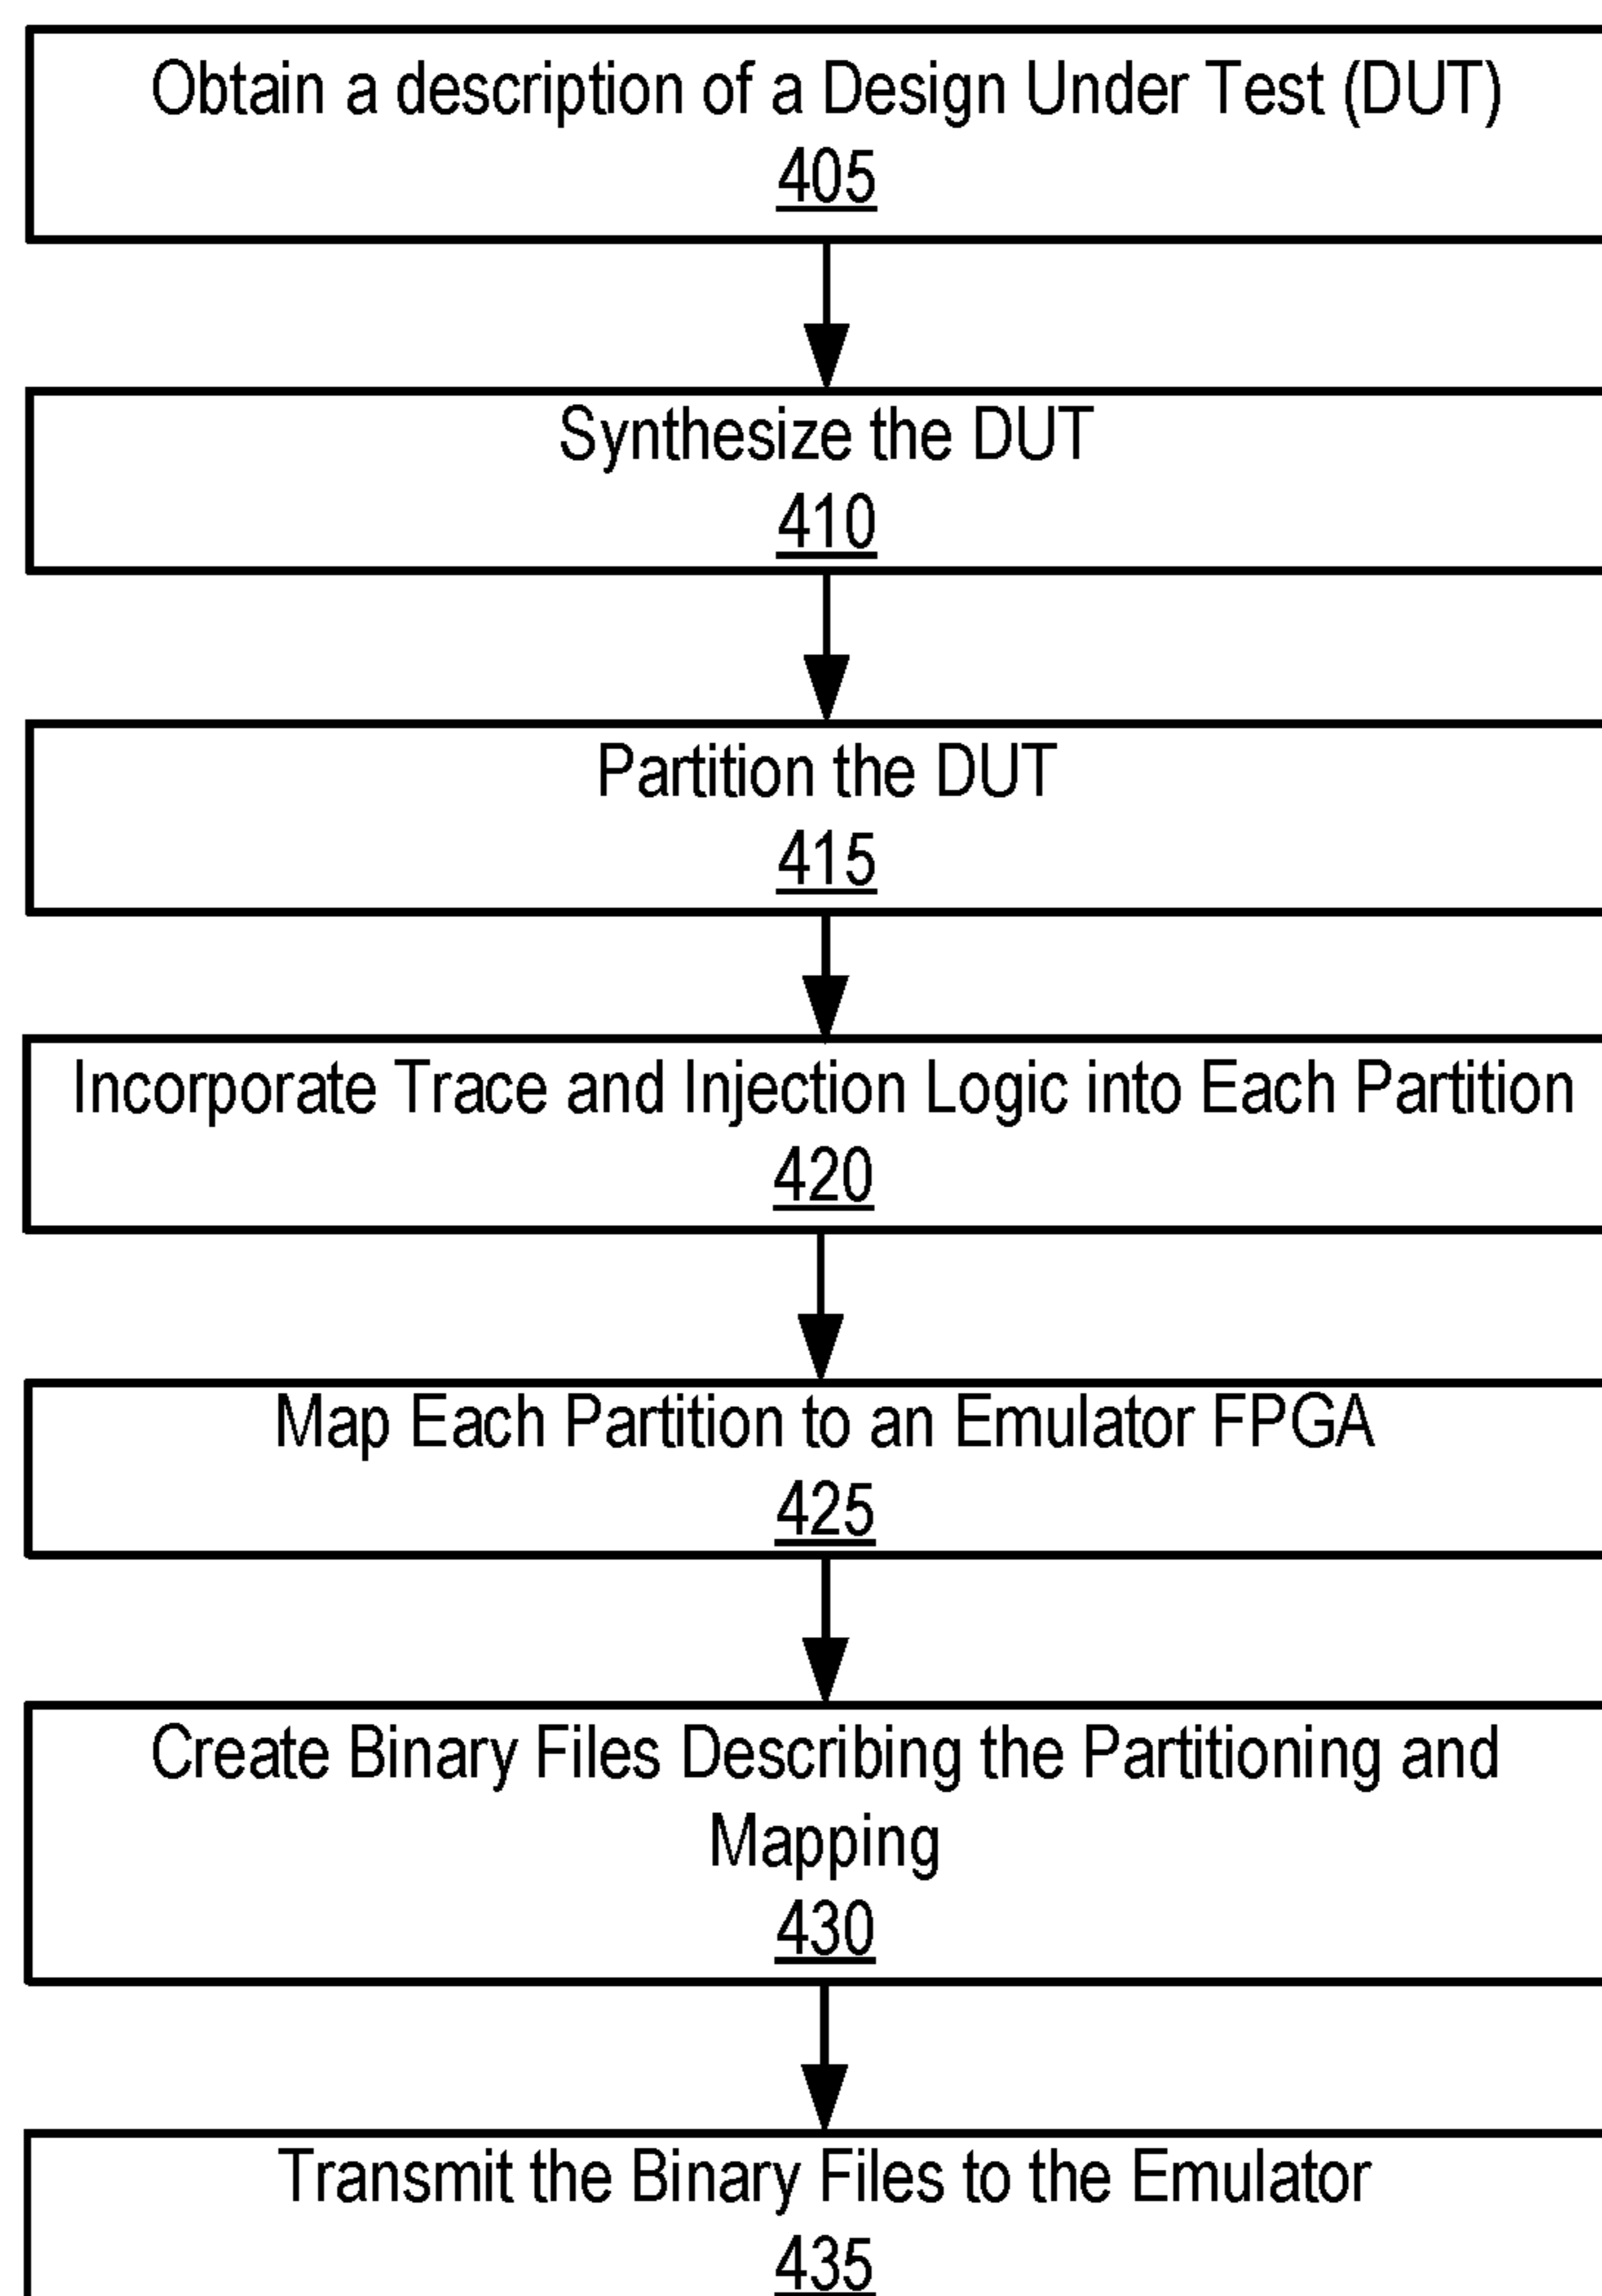 Obtain a description of a Design Under Test (DUT)
405
Synthesize the DUT
410
Partition the DUT
415
Incorporate Trace and Injection Logic into Each Partition
420
Map Each Partition to an Emulator FPGA
425
Create Binary Files Describing the Partitioning and
Mapping
430
Transmit the Binary Files to the Emulator
435